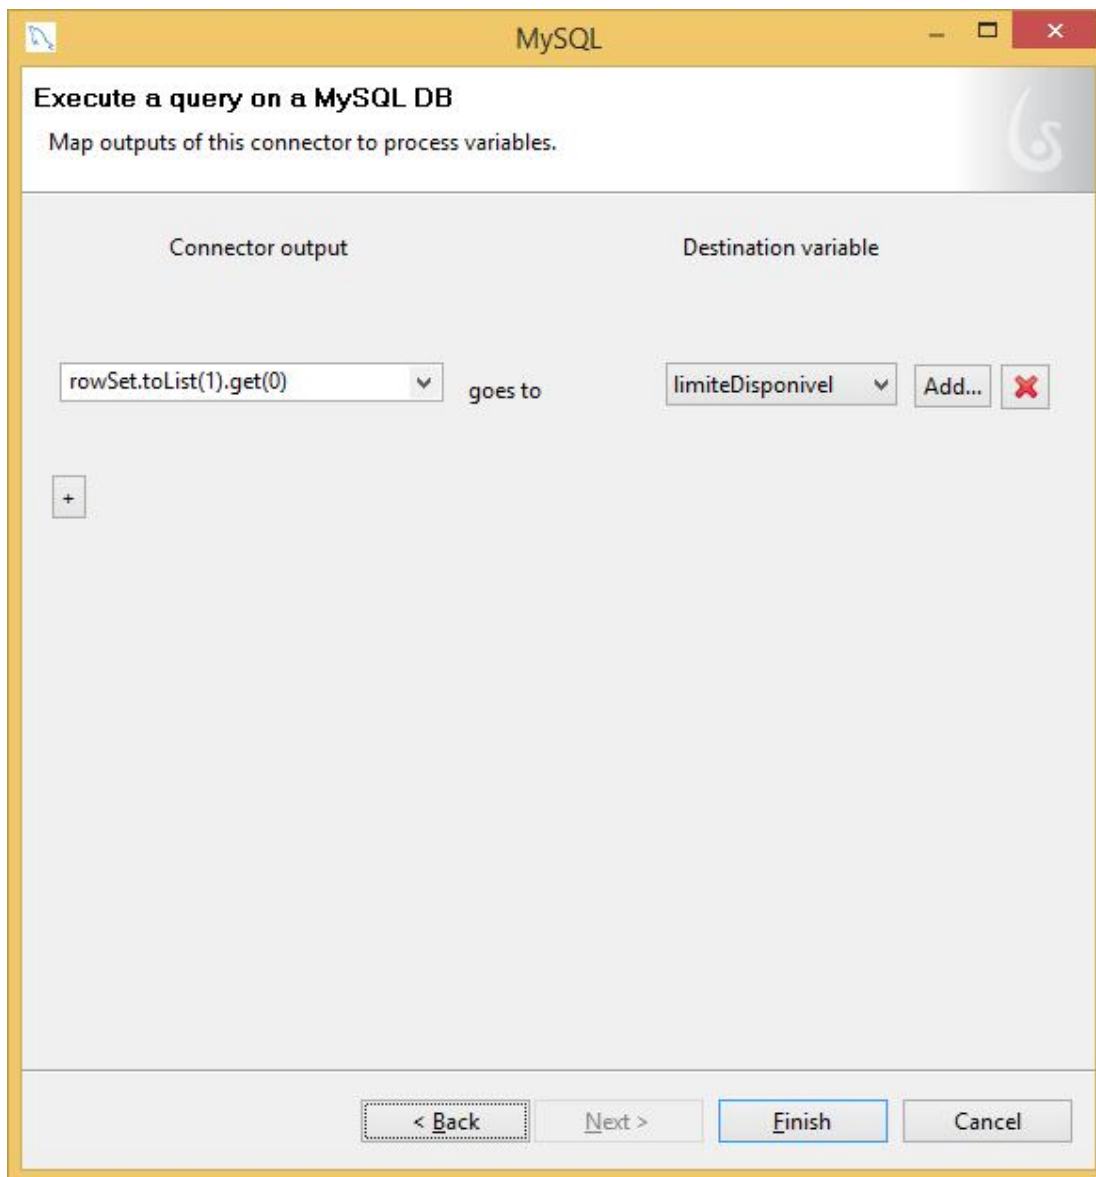 MySQL
Execute a query on a MySQL DB
Map outputs of this connector to process variables.
Connector output Destination variable
rowSet.toList(1).get(0) goes to limiteDisponivel Add...
+
< Back Next > Finish Cancel